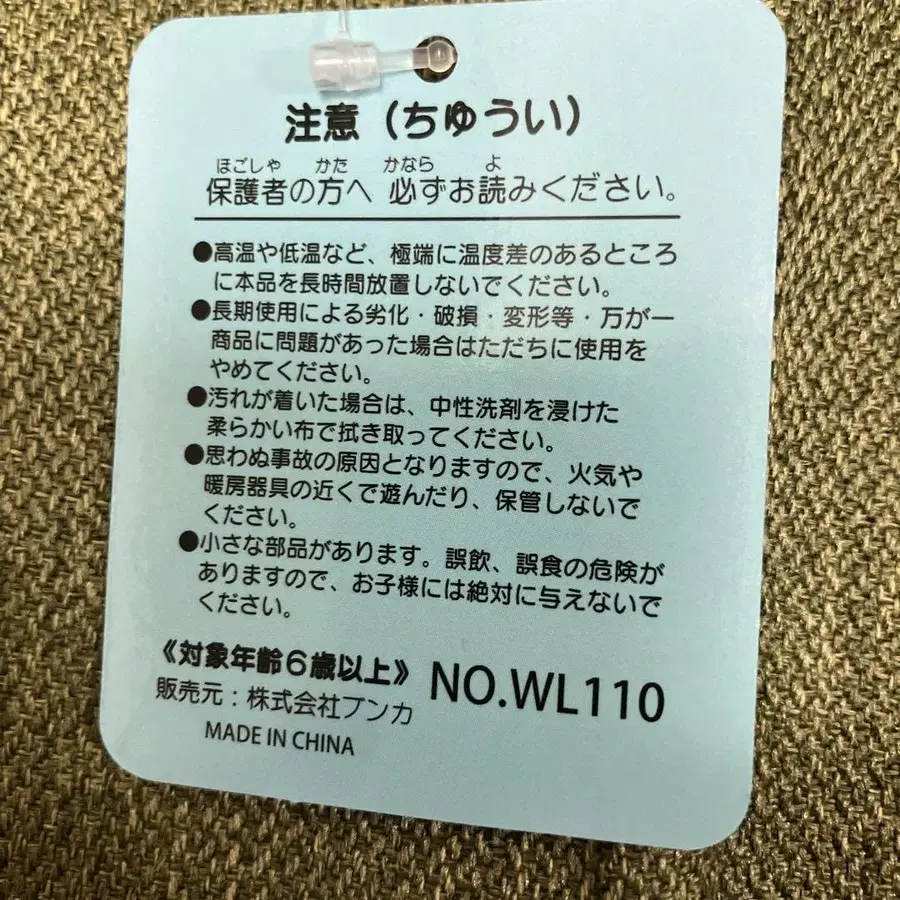 注意（ちゅうい）
ほごしゃ かた かなら よ
保護者の方へ 必ずお読みください。
●高温や低温など、極端に温度差のあるところ
に本品を長時間放置しないでください。
●長期使用による劣化・破損・変形等・万が一
商品に問題があった場合はただちに使用を
やめてください。
●汚れが着いた場合は、中性洗剤を浸けた
柔らかい布で拭き取ってください。
●思わぬ事故の原因となりますので、火気や
暖房器具の近くで遊んだり、保管しないで
ください。
●小さな部品があります。誤飲、誤食の危険が
ありますので、お子様には絶対に与えないで
ください。
《対象年齢6歳以上》 NO.WL110
販売元：株式会社ブンカ
MADE IN CHINA